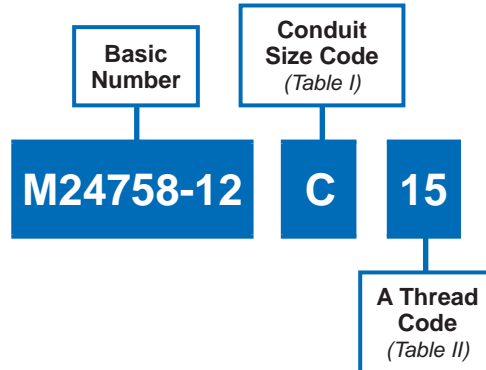 Basic
Number
Conduit
Size Code
(Table I)
M24758-12
C
15
A Thread
Code
(Table II)